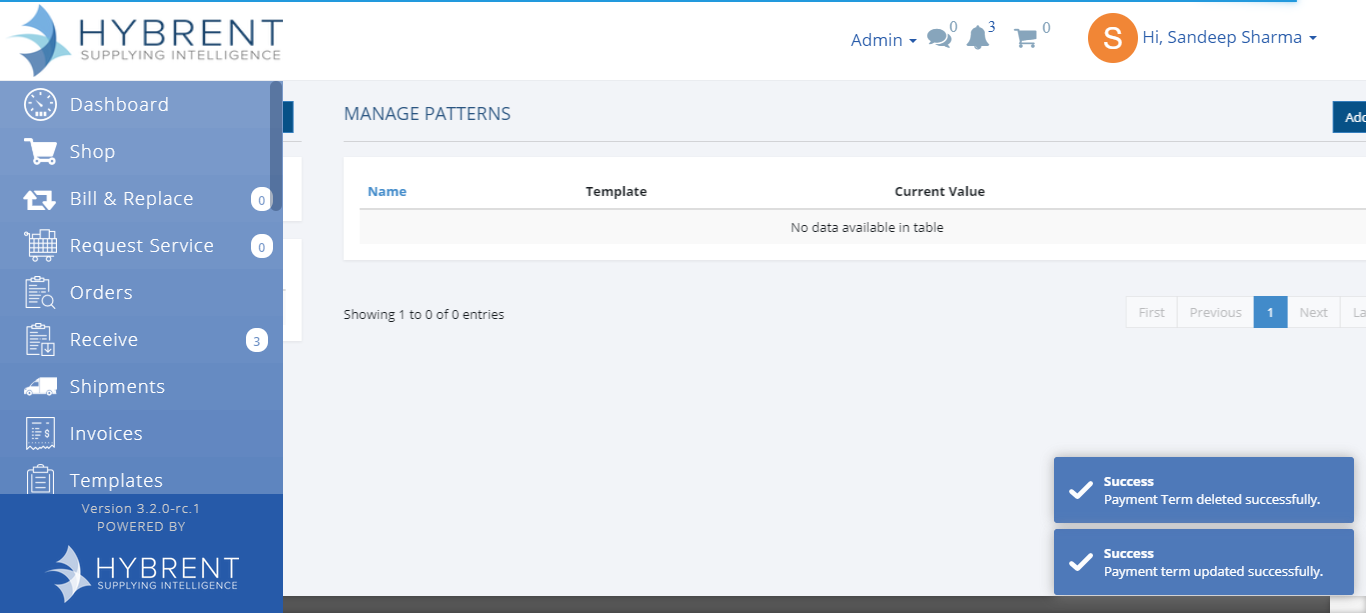 HYBRENT
SUPPLYING INTELLIGENCE
Admin
0
3
0
S
Hi, Sandeep Sharma
Dashboard
Shop
Bill & Replace 0
Request Service 0
Orders
Receive 3
Shipments
Invoices
Templates
Version 3.2.0-rc.1
POWERED BY
HYBRENT
SUPPLYING INTELLIGENCE
MANAGE PATTERNS
Name Template Current Value
No data available in table
Showing 1 to 0 of 0 entries
First Previous 1 Next
Success
Payment Term deleted successfully.
Success
Payment term updated successfully.